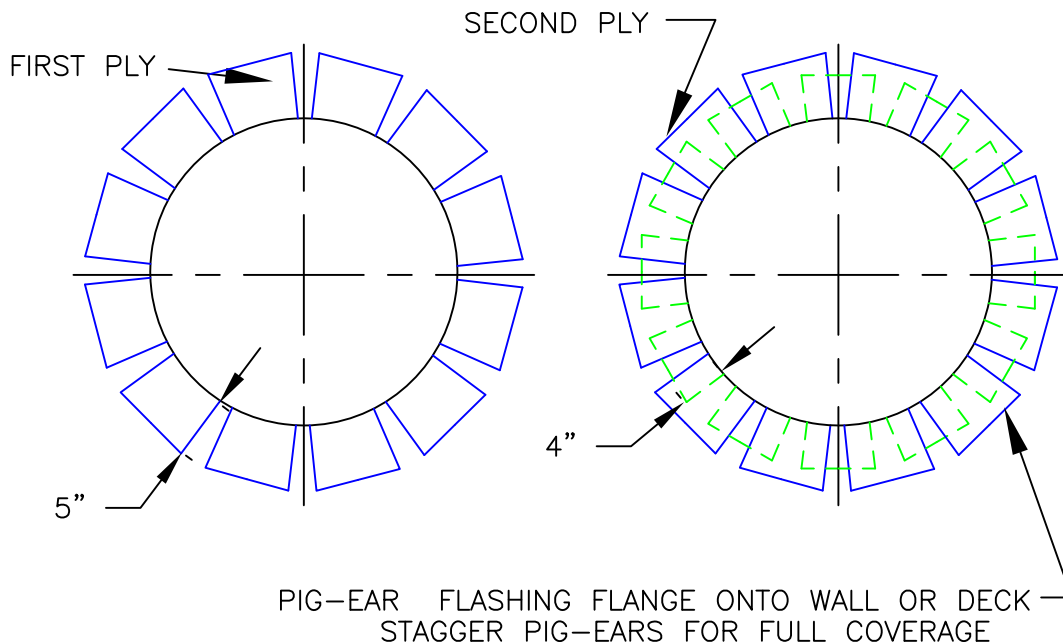 SECOND PLY
FIRST PLY
4”
5”
PIG-EAR FLASHING FLANGE ONTO WALL OR DECK
STAGGER PIG-EARS FOR FULL COVERAGE